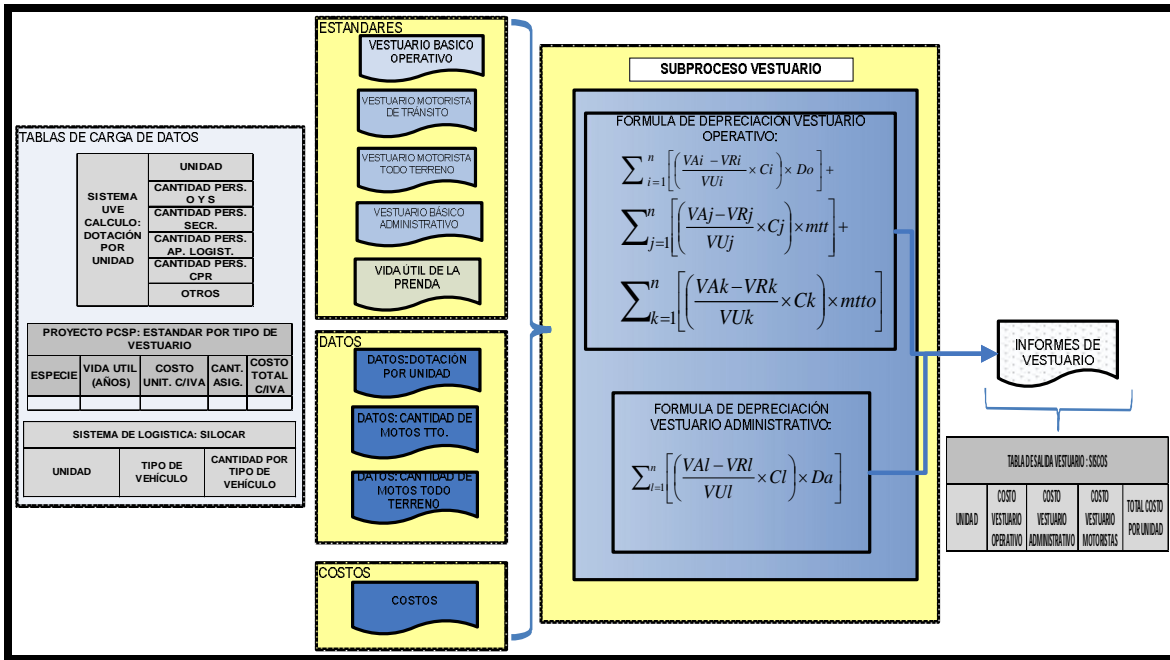 TABLAS DE CARGA DE DATOS
SISTEMA
UVE
CALCULO:
DOTACIÓN
POR
UNIDAD
UNIDAD
CANTIDAD PERS.
O Y S
CANTIDAD PERS.
SECR.
CANTIDAD PERS.
AP. LOGIST.
CANTIDAD PERS.
CPR
OTROS
PROYECTO PCSP: ESTANDAR POR TIPO DE
VESTUARIO
ESPECIE
VIDA UTIL
(AÑOS)
COSTO
UNIT. C/IVA
CANT.
ASIG.
COSTO
TOTAL
C/IVA
SISTEMA DE LOGISTICA: SILOCAR
UNIDAD
TIPO DE
VEHÍCULO
CANTIDAD POR
TIPO DE
VEHÍCULO
ESTANDARES
VESTUARIO BASICO
OPERATIVO
VESTUARIO MOTORISTA
DE TRÁNSITO
VESTUARIO MOTORISTA
TODO TERRENO
VESTUARIO BÁSICO
ADMINISTRATIVO
VIDA ÚTIL DE LA
PRENDA
DATOS
DATOS:DOTACIÓN
POR UNIDAD
DATOS: CANTIDAD DE
MOTOS TTO.
DATOS: CANTIDAD DE
MOTOS TODO
TERRENO
COSTOS
COSTOS
SUBPROCESO VESTUARIO
FORMULA DE DEPRECIACION VESTUARIO
OPERATIVO:
∑ i=1 n [((VAi − VRi)/VUi × Ci) × Do] +
∑ j=1 n [((VAj − VRj)/VUj × Cj) × mtt] +
∑ k=1 n [((VAk − VRk)/VUk × Ck) × mtto]
FORMULA DE DEPRECIACIÓN
VESTUARIO ADMINISTRATIVO:
∑ l=1 n [((VAl − VRl)/VUl × Cl) × Da]
INFORMES DE
VESTUARIO
TABLA DE SALIDA VESTUARIO : SISCOS
UNIDAD
COSTO
VESTUARIO
OPERATIVO
COSTO
VESTUARIO
ADMINISTRATIVO
COSTO
VESTUARIO
MOTORISTAS
TOTAL COSTO
POR UNIDAD